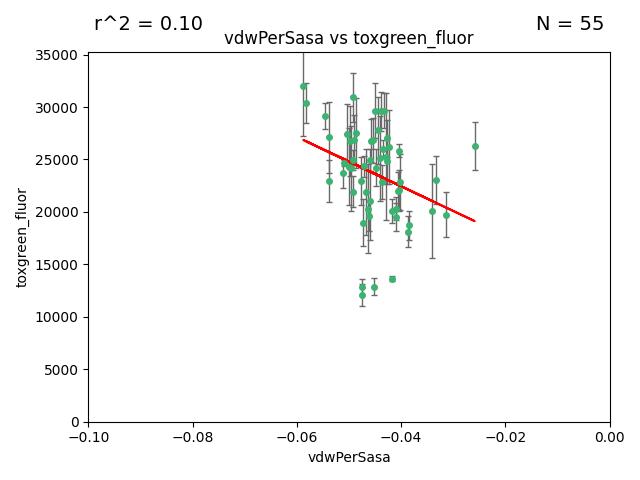 r^2 = 0.10
N = 55
vdwPerSasa vs toxgreen_fluor
35000
30000
25000
20000
15000
10000
5000
0
toxgreen_fluor
−0.10
−0.08
−0.06
−0.04
−0.02
0.00
vdwPerSasa